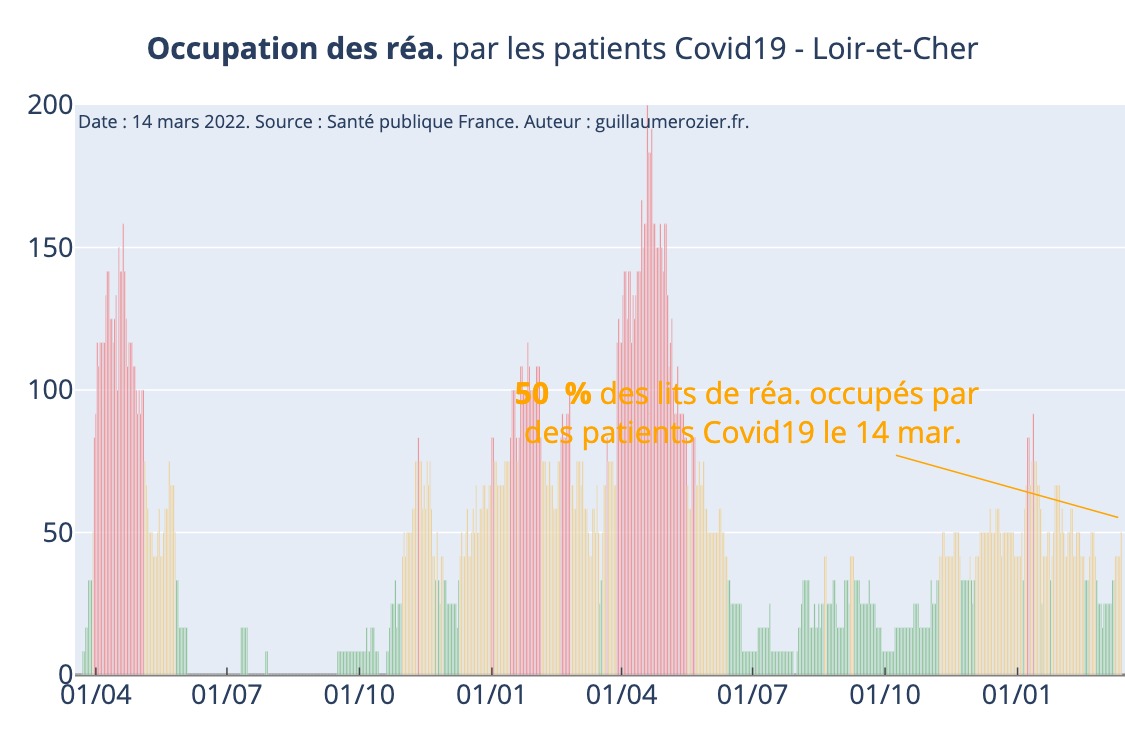 Occupation des réa. par les patients Covid19 - Loir-et-Cher
200
Date : 14 mars 2022. Source : Santé publique France. Auteur : guillaumerozier.fr.
150
100
50 % des lits de réa. occupés par
des patients Covid19 le 14 mar.
50
0
01/04 01/07 01/10 01/01 01/04 01/07 01/10 01/01